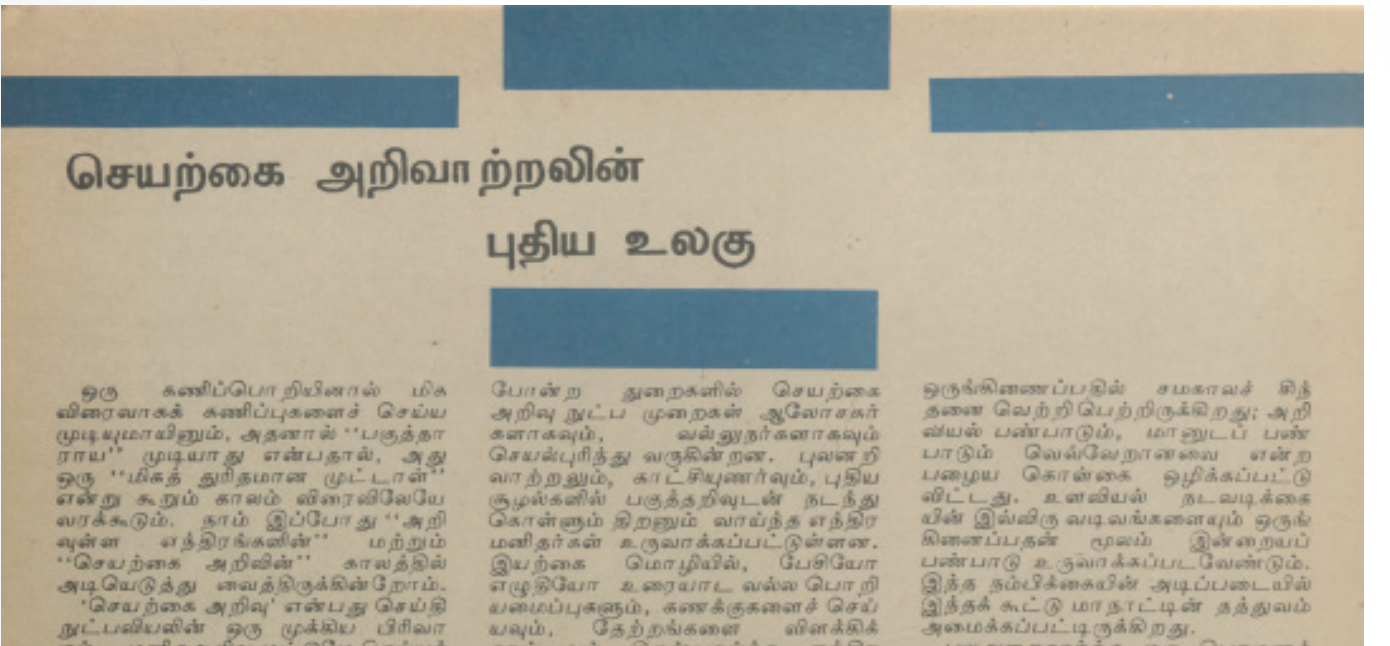 செயற்கை அறிவாற்றலின்
புதிய உலகு
ஒரு கணிப்பொறியினால் மிக
விரைவாகக் கணிப்புகளைச் செய்ய
முடியுமாயினும், அதனால் ‘‘பகுத்தா
ராய’’ முடியாது என்பதால், அது
ஒரு ‘‘மிகத் துரிதமான முட்டாள்’’
என்று கூறும் காலம் விரைவிலேயே
வரக்கூடும். நாம் இப்போது ‘‘அறி
வுள்ள எந்திரங்களின்’’ மற்றும்
‘‘செயற்கை அறிவின்’’ காலத்தில்
அடியெடுத்து வைத்திருக்கின்றோம்.
‘செயற்கை அறிவு’ என்பது செய்தி
நுட்பவியலின் ஒரு முக்கிய பிரிவா
போன்ற துறைகளில் செயற்கை
அறிவு நுட்ப முறைகள் ஆலோசகர்
களாகவும், வல்லுநர்களாகவும்
செயல்புரிந்து வருகின்றன. புலனறி
வாற்றலும், காட்சியுணர்வும், புதிய
சூழல்களில் பகுத்தறிவுடன் நடந்து
கொள்ளும் திறனும் வாய்ந்த எந்திர
மனிதர்கள் உருவாக்கப்பட்டுள்ளன.
இயற்கை மொழியில், பேசியோ
எழுதியோ உரையாட வல்ல பொறி
யமைப்புகளும், கணக்குகளைச் செய்
யவும், தேற்றங்களை விளக்கிக்
ஒருங்கிணைப்பதில் சமகாலச் சிந்
தனை வெற்றி பெற்றிருக்கிறது; அறி
வியல் பண்பாடும், மானுடப் பண்
பாடும் வெவ்வேறானவை என்ற
பழைய கொள்கை ஒழிக்கப்பட்டு
விட்டது. உளவியல் நடவடிக்கை
யின் இவ்விரு வடிவங்களையும் ஒருங்
கிணைப்பதன் மூலம் இன்றையப்
பண்பாடு உருவாக்கப்படவேண்டும்.
இந்த நம்பிக்கையின் அடிப்படையில்
இந்தக் கூட்டு மாநாட்டின் தத்துவம்
அமைக்கப்பட்டிருக்கிறது.